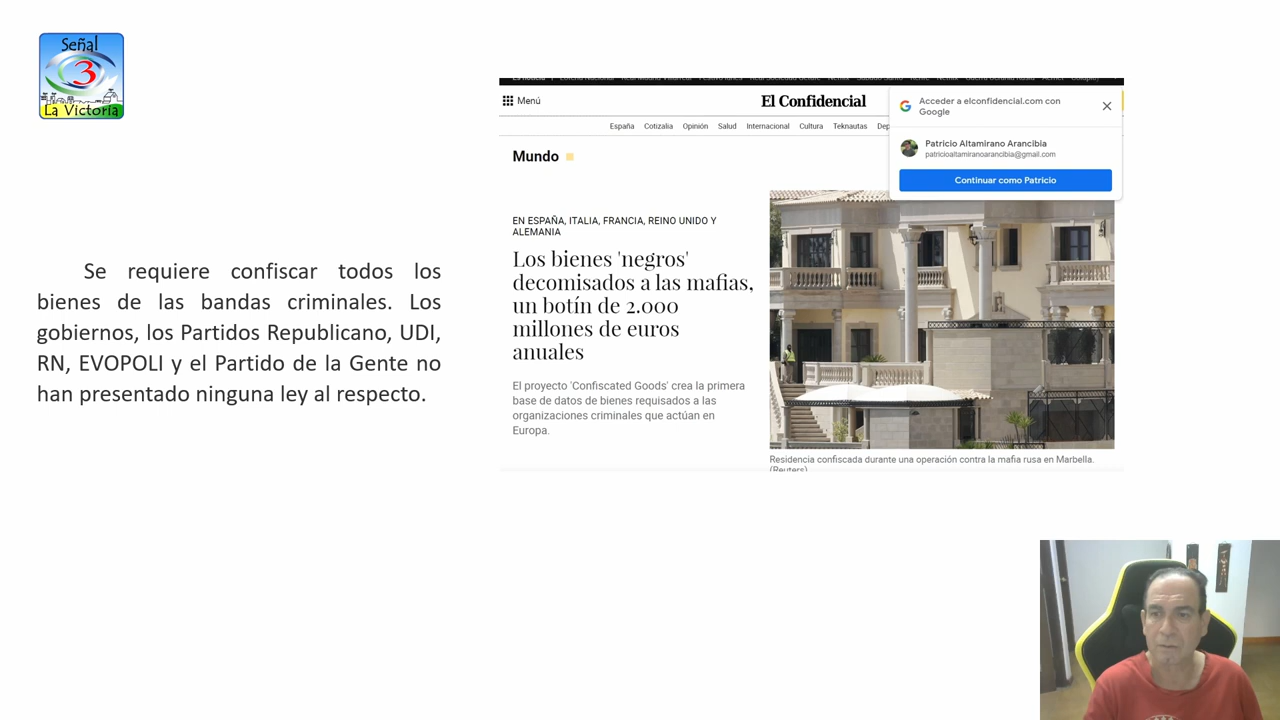 Señal
3
La Victoria
Se requiere confiscar todos los
bienes de las bandas criminales. Los
gobiernos, los Partidos Republicano, UDI,
RN, EVOPOLI y el Partido de la Gente no
han presentado ninguna ley al respecto.
Menú
El Confidencial
España Cotizalia Opinión Salud Internacional Cultura Teknautas Dep
Mundo
Acceder a elconfidencial.com con
Google
Patricio Altamirano Arancibia
patricioaltamiranoarancibia@gmail.com
Continuar como Patricio
EN ESPAÑA, ITALIA, FRANCIA, REINO UNIDO Y
ALEMANIA
Los bienes 'negros'
decomisados a las mafias,
un botín de 2.000
millones de euros
anuales
El proyecto 'Confiscated Goods' crea la primera
base de datos de bienes requisados a las
organizaciones criminales que actúan en
Europa.
Residencia confiscada durante una operación contra la mafia rusa en Marbella.
(Reuters)